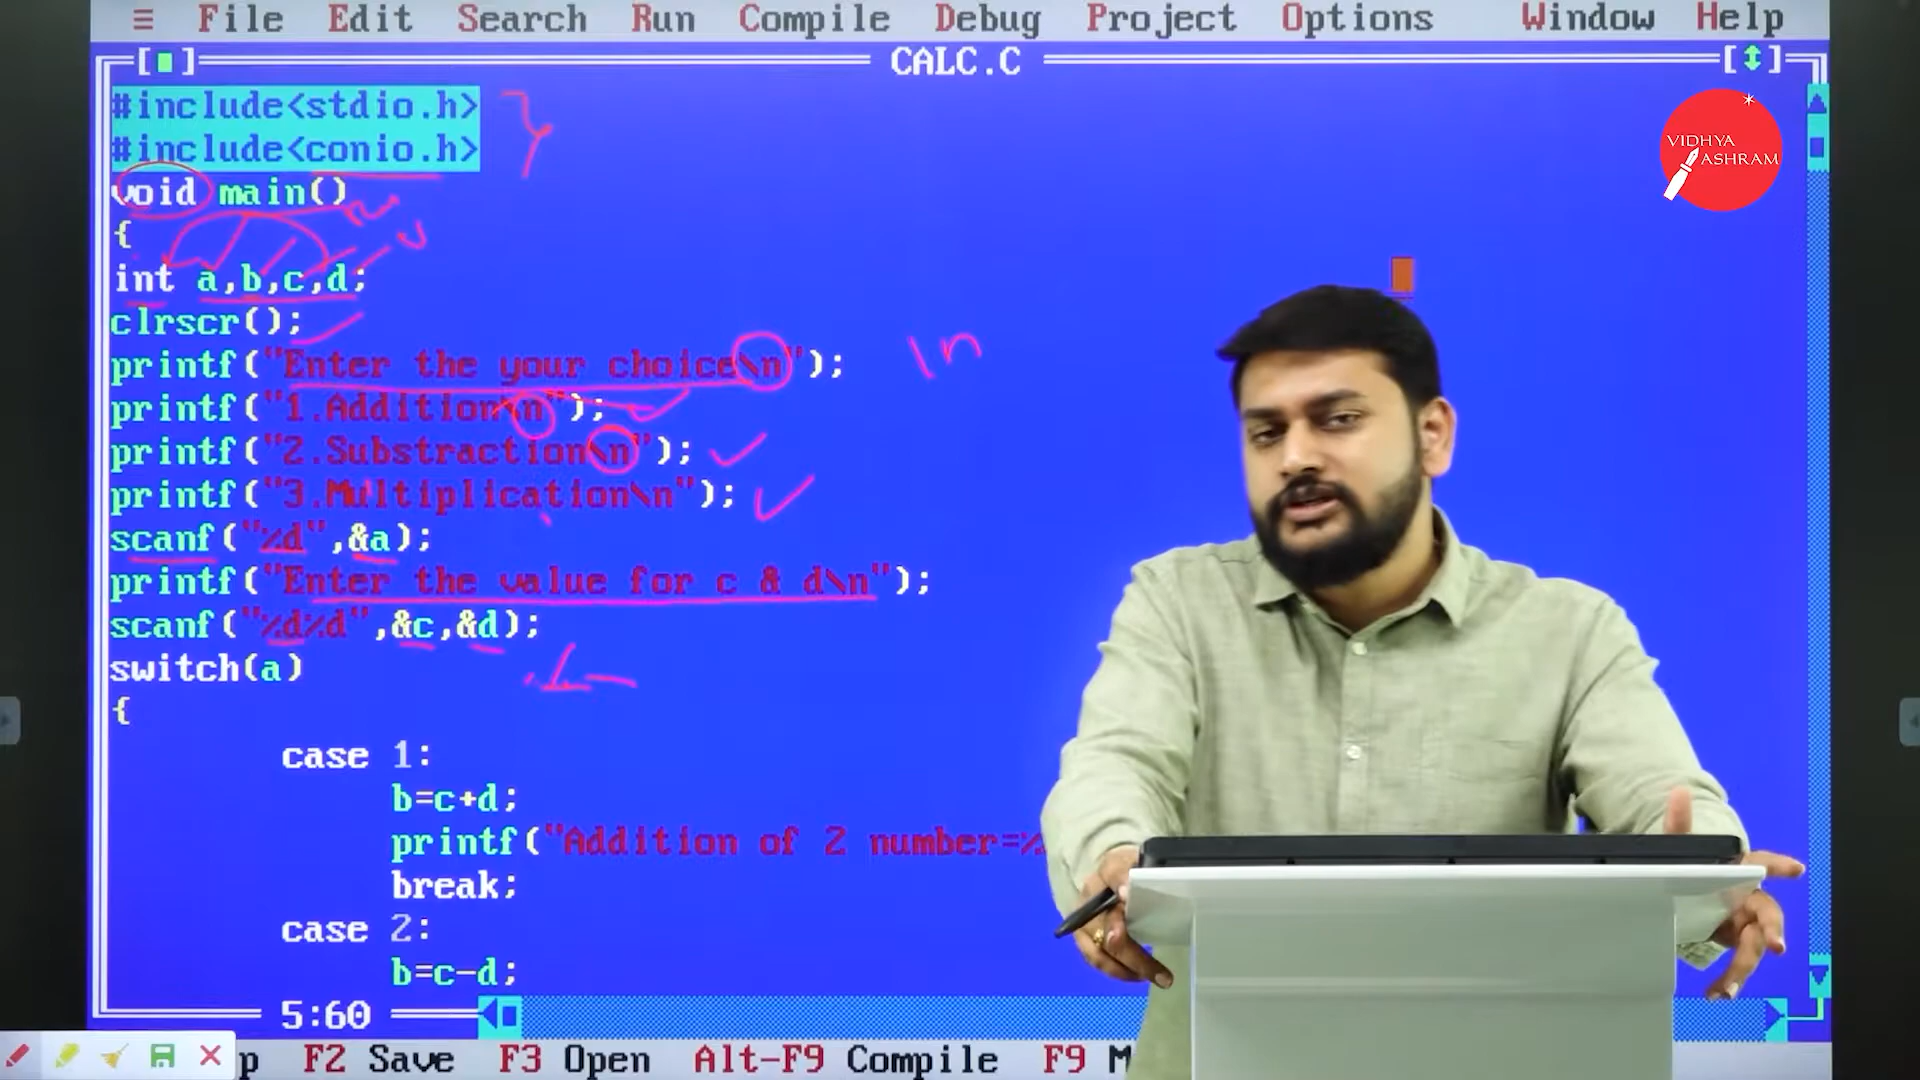 ≡ File Edit Search Run Compile Debug Project Options Window Help
CALC.C
#include<stdio.h>
#include<conio.h>
void main()
{
int a,b,c,d;
clrscr();
printf("Enter the your choice\n");
printf("1.Addition\n");
printf("2.Substraction\n");
printf("3.Multiplication\n");
scanf("%d",&a);
printf("Enter the value for c & d\n");
scanf("%d%d",&c,&d);
switch(a)
{
case 1:
b=c+d;
printf("Addition of 2 number=%
break;
case 2:
b=c-d;
5:60
p F2 Save F3 Open Alt-F9 Compile F9 M
\n
VIDHYA
ASHRAM